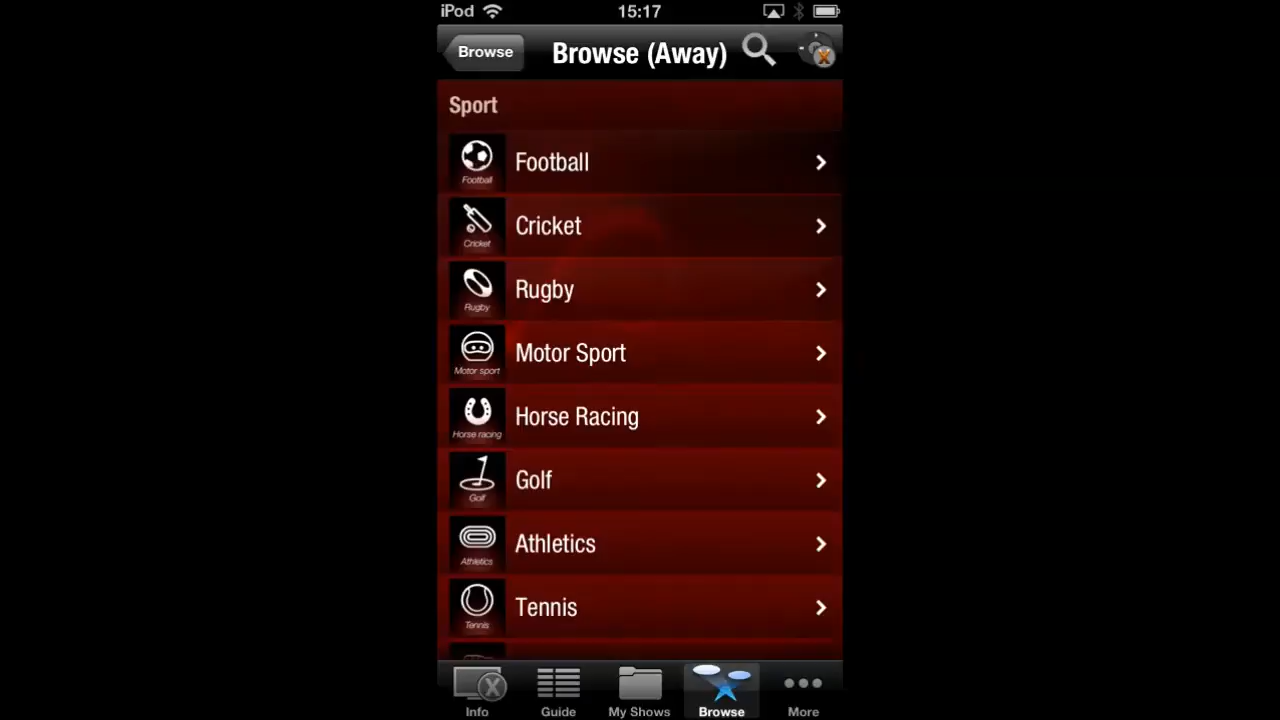 iPod 15:17
Browse Browse (Away)
Sport
Football Football
Cricket Cricket
Rugby Rugby
Motor sport Motor Sport
Horse racing Horse Racing
Golf Golf
Athletics Athletics
Tennis Tennis
Info Guide My Shows Browse More